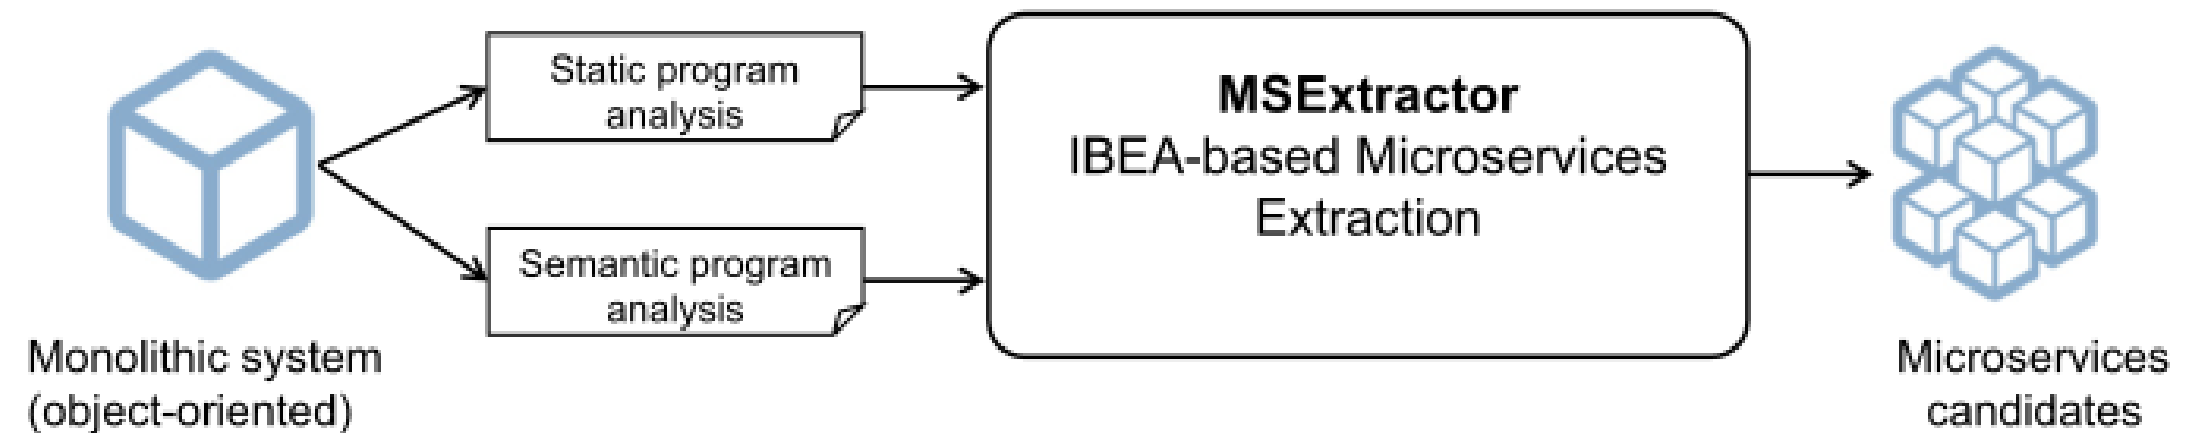 Monolithic system
(object-oriented)
Static program
analysis
Semantic program
analysis
MSExtractor
IBEA-based Microservices
Extraction
Microservices
candidates